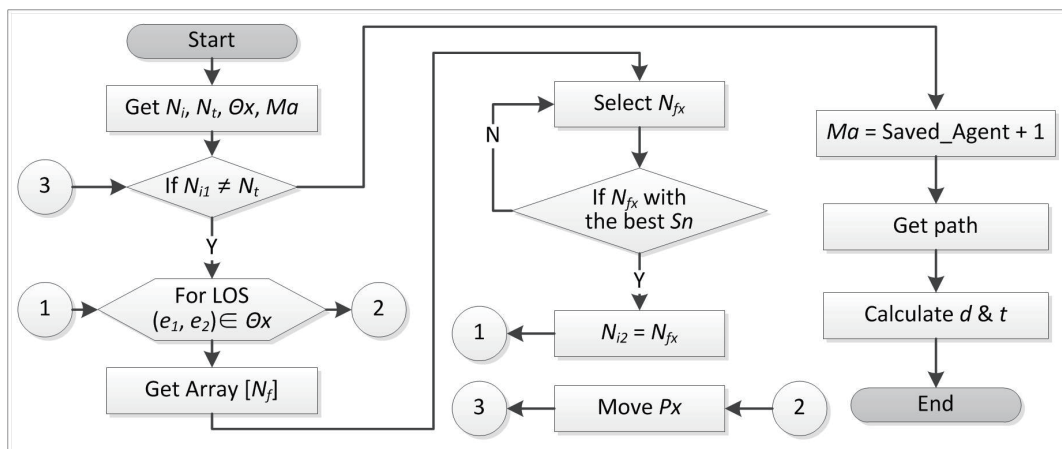 Start
Get Ni, Nt, Θx, Ma
3
If Ni1 ≠ Nt
Y
1
For LOS
(e1, e2)∈ Θx
2
Get Array [Nf]
Select Nfx
N
If Nfx with
the best Sn
Y
1
Ni2 = Nfx
3
Move Px
2
Ma = Saved_Agent + 1
Get path
Calculate d & t
End